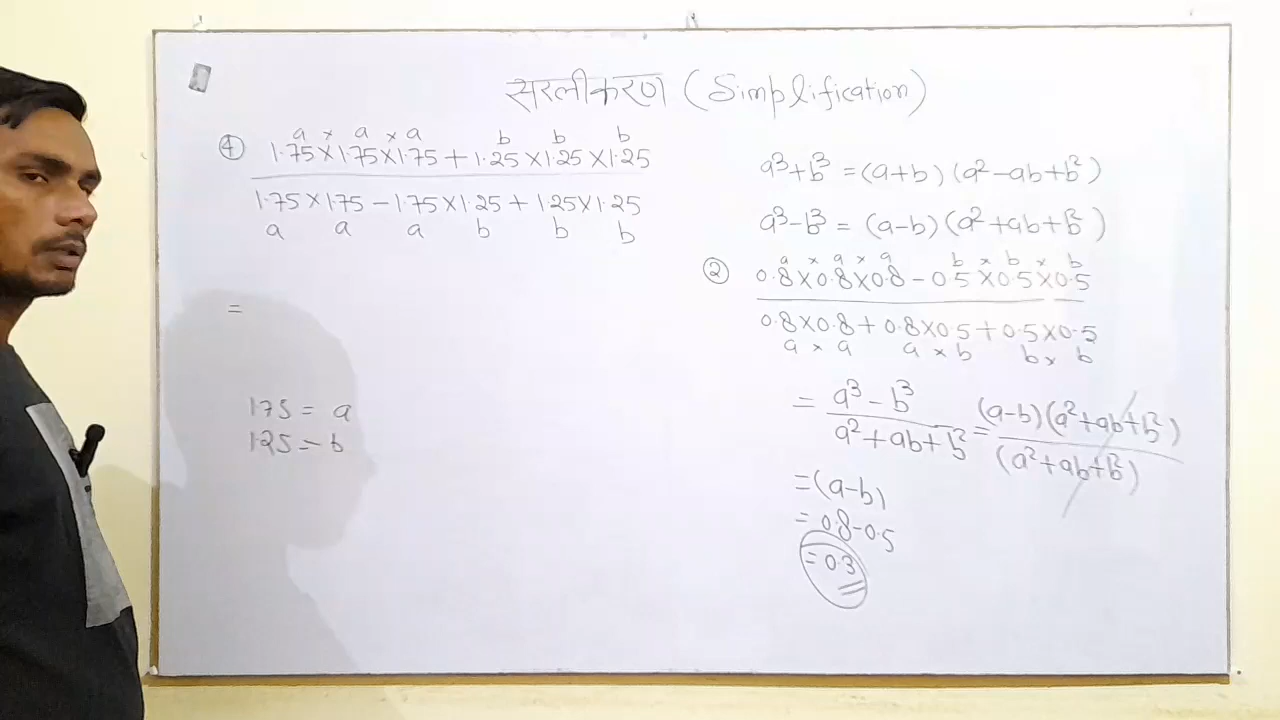 सरलीकरण (Simplification)
① a × a × a b b b
1.75×1.75×1.75 + 1.25×1.25×1.25
1.75×1.75 - 1.75×1.25 + 1.25×1.25
a a a b b b
=
1.75 = a
1.25 = b
a³+b³ = (a+b) (a²-ab+b²)
a³-b³ = (a-b) (a²+ab+b²)
② a × a × a b × b × b
0.8×0.8×0.8 - 0.5×0.5×0.5
0.8×0.8 + 0.8×0.5 + 0.5×0.5
a × a a × b b × b
= a³-b³ / a²+ab+b² = (a-b)(a²+ab+b²) / (a²+ab+b²)
= (a-b)
= 0.8-0.5
= 0.3